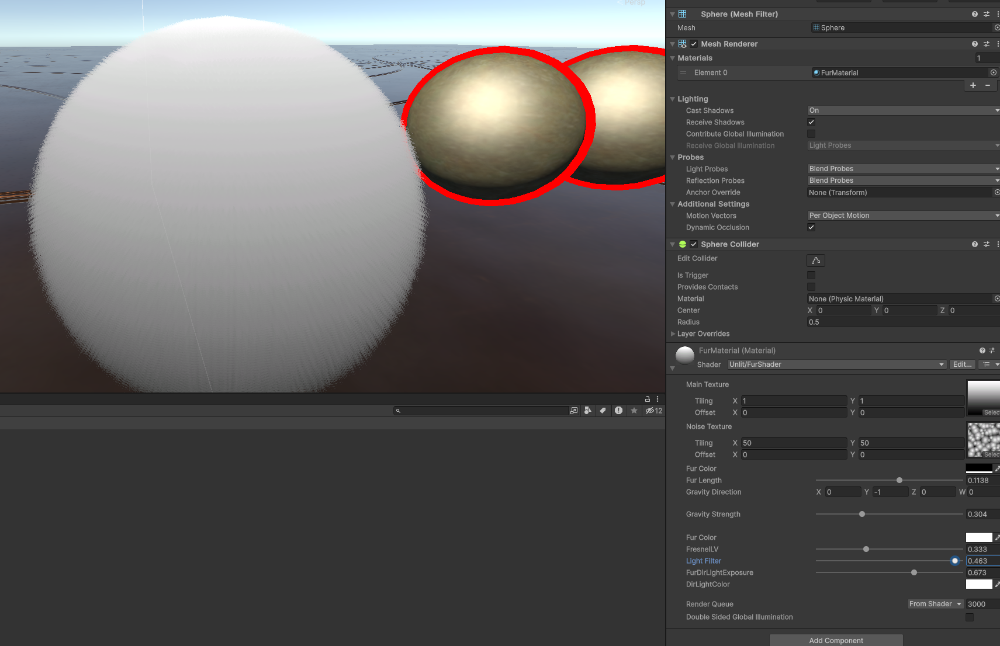 Persp
12
Sphere (Mesh Filter)
Mesh Sphere
Mesh Renderer
Materials 1
Element 0 FurMaterial
Lighting
Cast Shadows On
Receive Shadows
Contribute Global Illumination
Receive Global Illumination Light Probes
Probes
Light Probes Blend Probes
Reflection Probes Blend Probes
Anchor Override None (Transform)
Additional Settings
Motion Vectors Per Object Motion
Dynamic Occlusion
Sphere Collider
Edit Collider
Is Trigger
Provides Contacts
Material None (Physic Material)
Center X 0 Y 0 Z 0
Radius 0.5
Layer Overrides
FurMaterial (Material)
Shader Unlit/FurShader Edit...
Main Texture
Tiling X 1 Y 1
Offset X 0 Y 0 Selec
Noise Texture
Tiling X 50 Y 50
Offset X 0 Y 0 Selec
Fur Color
Fur Length 0.1138
Gravity Direction X 0 Y -1 Z 0 W 0
Gravity Strength 0.304
Fur Color
FresnelLV 0.333
Light Filter 0.463
FurDirLightExposure 0.673
DirLightColor
Render Queue From Shader 3000
Double Sided Global Illumination
Add Component